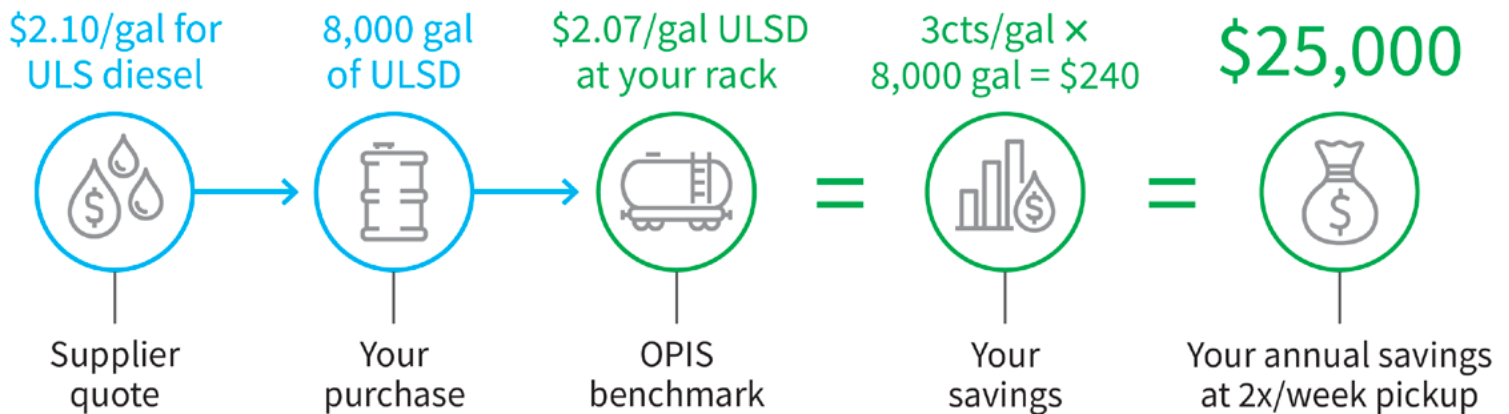 $2.10/gal for
ULS diesel
8,000 gal
of ULSD
$2.07/gal ULSD
at your rack
3cts/gal ×
8,000 gal = $240
$25,000
$
=
$
=
$
Supplier
quote
Your
purchase
OPIS
benchmark
Your
savings
Your annual savings
at 2x/week pickup